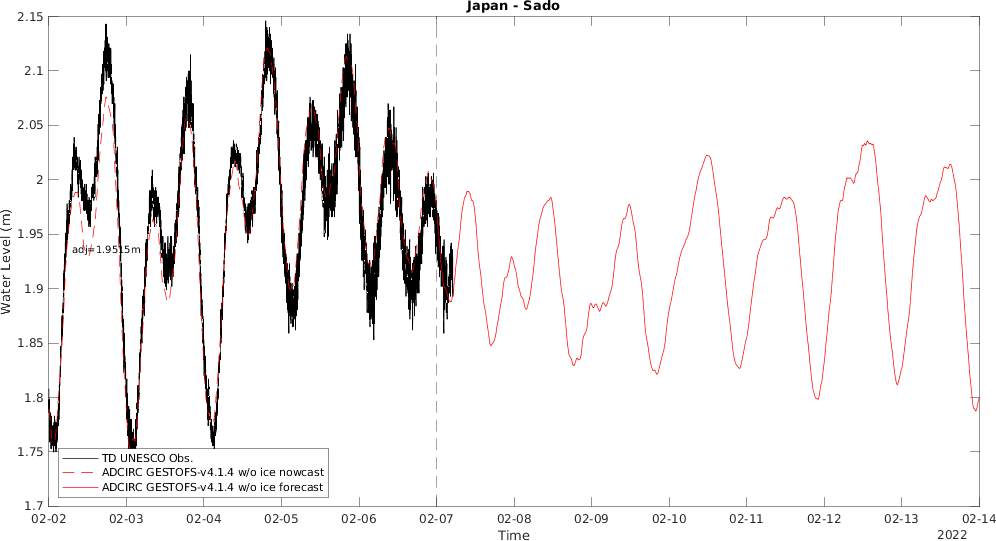 Japan - Sado
2.15
2.1
2.05
2
1.95
1.9
1.85
1.8
1.75
1.7
Water Level (m)
adj=1.9515m
TD UNESCO Obs.
ADCIRC GESTOFS-v4.1.4 w/o ice nowcast
ADCIRC GESTOFS-v4.1.4 w/o ice forecast
02-02 02-03 02-04 02-05 02-06 02-07 02-08 02-09 02-10 02-11 02-12 02-13 02-14
Time
2022